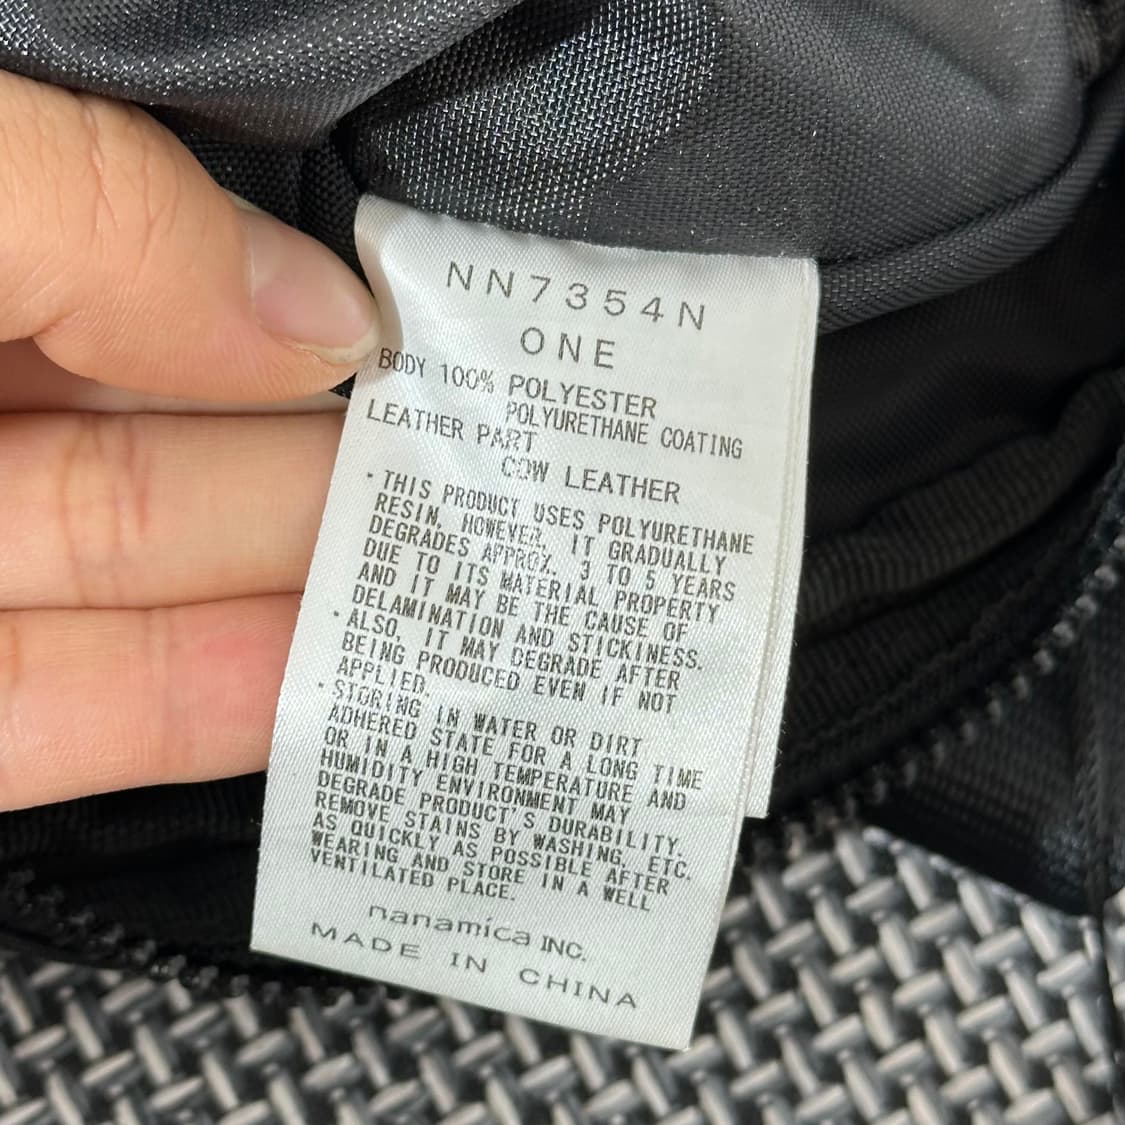 NN7354N
ONE
BODY 100% POLYESTER
POLYURETHANE COATING
LEATHER PART
COW LEATHER
・THIS PRODUCT USES POLYURETHANE
RESIN. HOWEVER, IT GRADUALLY
DEGRADES APPROX. 3 TO 5 YEARS
DUE TO ITS MATERIAL PROPERTY
AND IT MAY BE THE CAUSE OF
DELAMINATION AND STICKINESS.
・ALSO, IT MAY DEGRADE AFTER
BEING PRODUCED EVEN IF NOT
APPLIED.
・STORING IN WATER OR DIRT
ADHERED STATE FOR A LONG TIME
OR IN A HIGH TEMPERATURE AND
HUMIDITY ENVIRONMENT MAY
DEGRADE PRODUCT'S DURABILITY.
REMOVE STAINS BY WASHING, ETC.
AS QUICKLY AS POSSIBLE AFTER
WEARING AND STORE IN A WELL
VENTILATED PLACE.
nanamica INC.
MADE IN CHINA